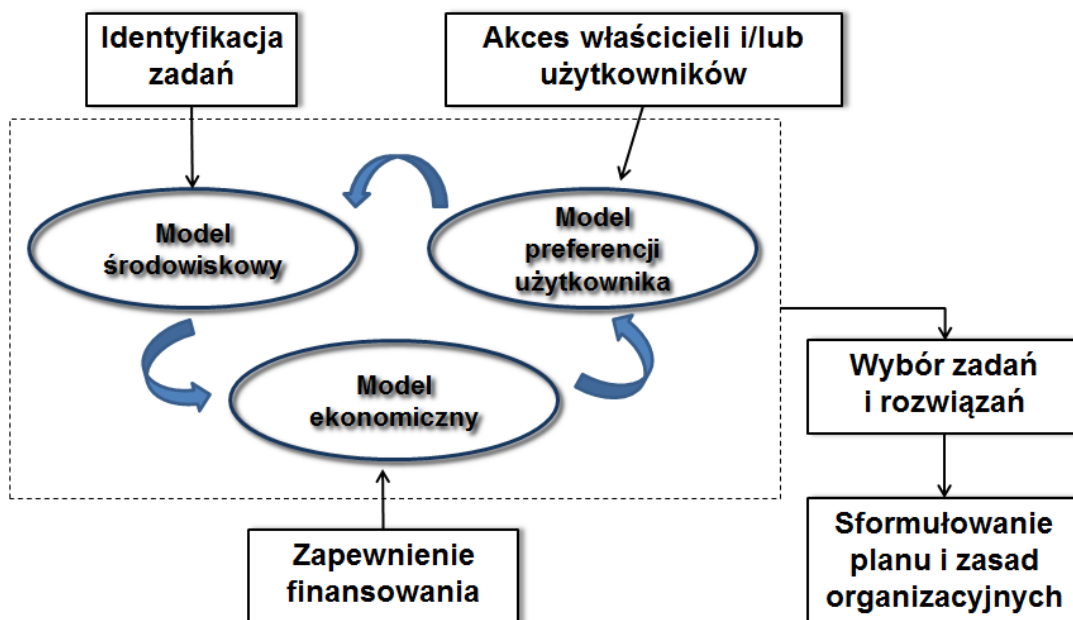 Identyfikacja
zadań
Akces właścicieli i/lub
użytkowników
Model
środowiskowy
Model
preferencji
użytkownika
Model
ekonomiczny
Wybór zadań
i rozwiązań
Zapewnienie
finansowania
Sformułowanie
planu i zasad
organizacyjnych